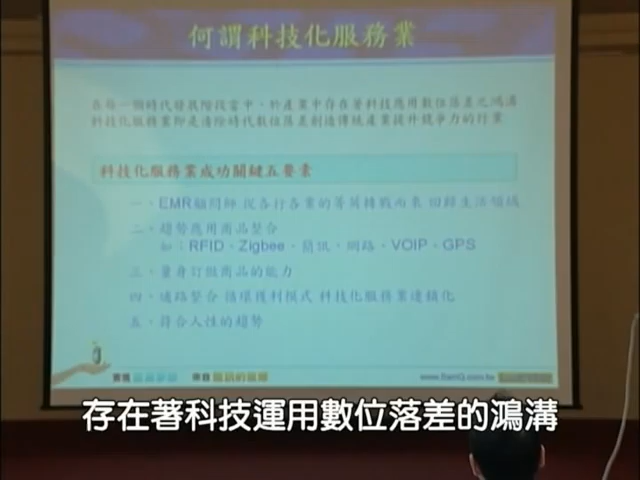 何謂科技化服務業
在每一個時代發展階段當中，於產業中存在著科技應用數位落差之鴻溝
科技化服務業即是消除時代數位落差創造傳統產業提升競爭力的行業
科技化服務業成功關鍵五要素
一、EMR顧問師 從各行各業的菁英轉戰而來 回歸生活領域
二、趨勢應用商品整合
如：RFID、Zigbee、簡訊、網路、VOIP、GPS
三、量身訂做商品的能力
四、通路整合 循環獲利模式 科技化服務業連鎖化
五、符合人性的趨勢
存在著科技運用數位落差的鴻溝